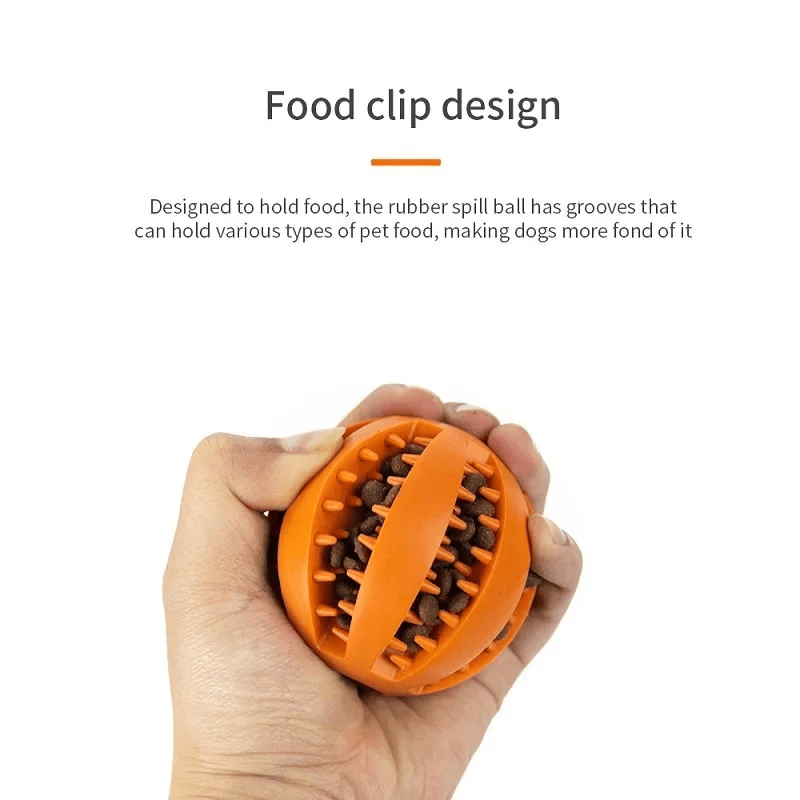 Food clip design
Designed to hold food, the rubber spill ball has grooves that
can hold various types of pet food, making dogs more fond of it